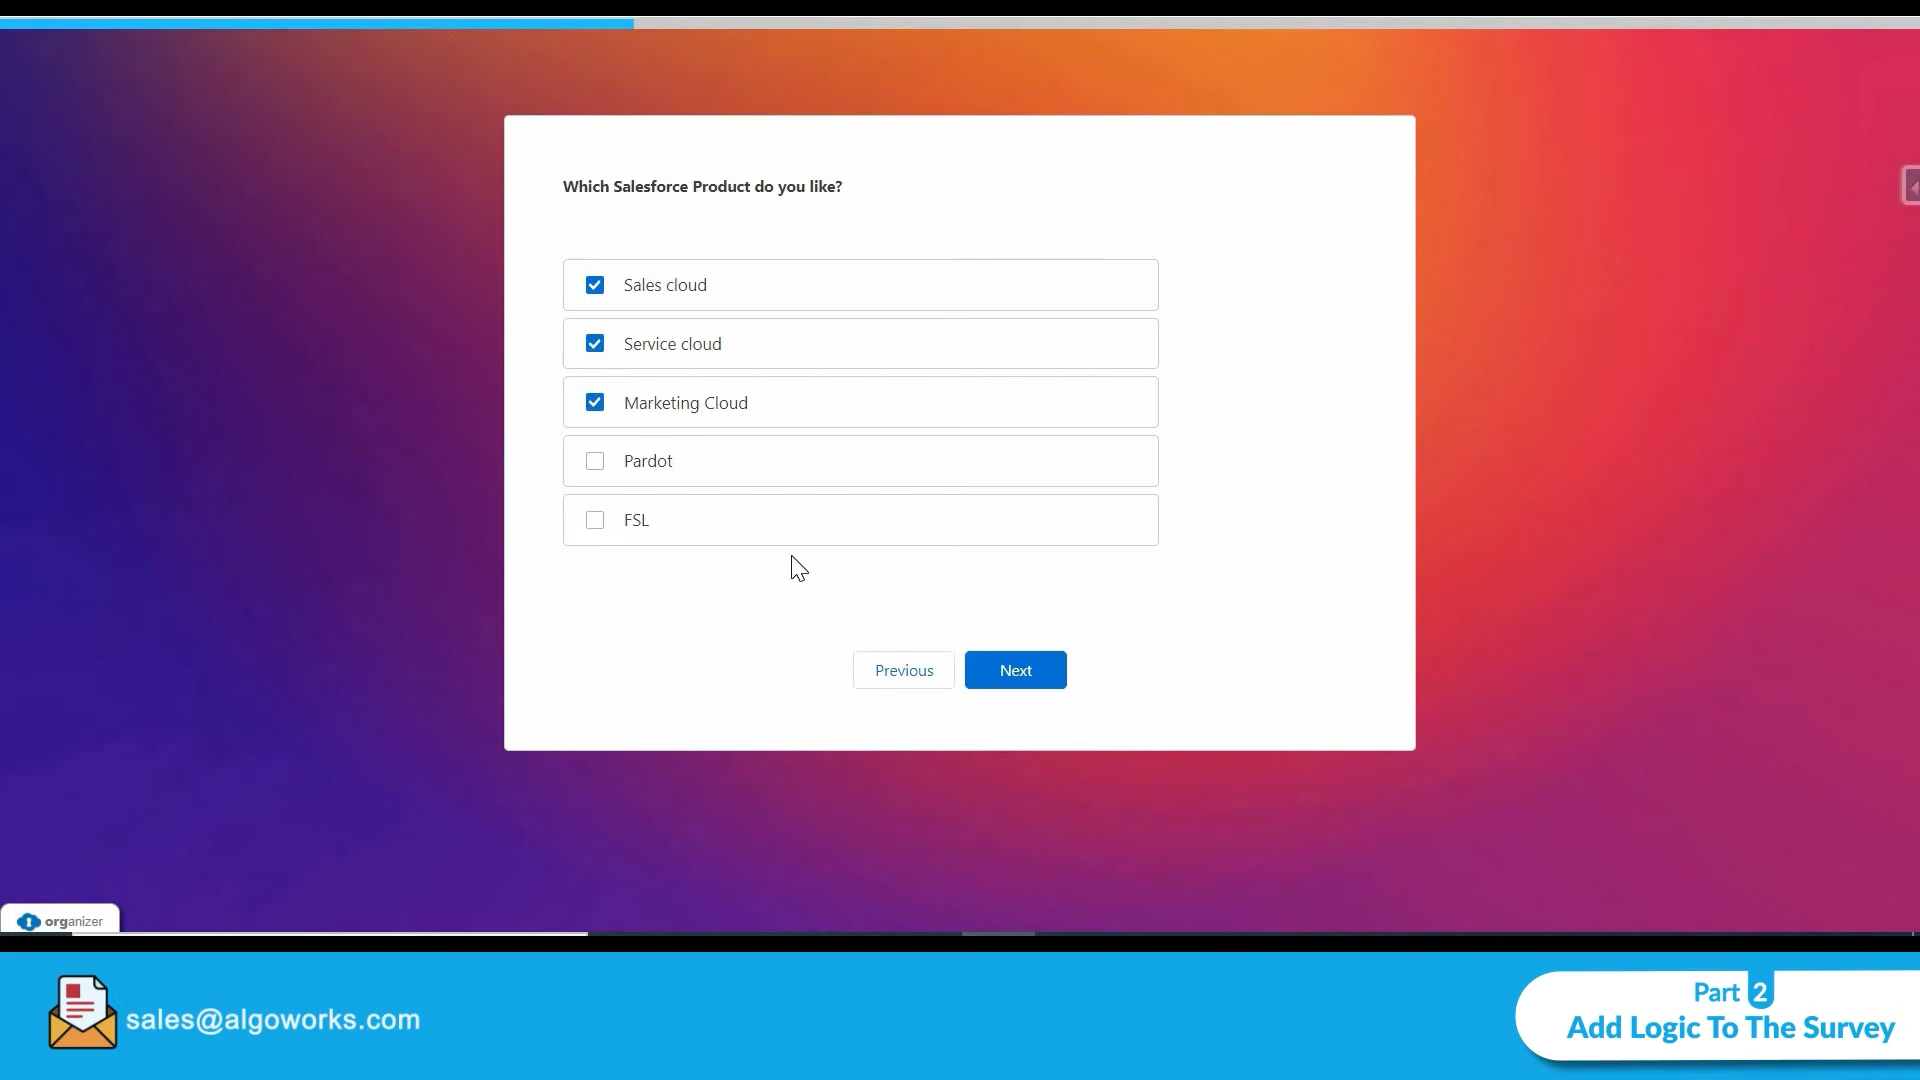 Which Salesforce Product do you like?
Sales cloud
Service cloud
Marketing Cloud
Pardot
FSL
Previous
Next
organizer
sales@algoworks.com
Part 2
Add Logic To The Survey